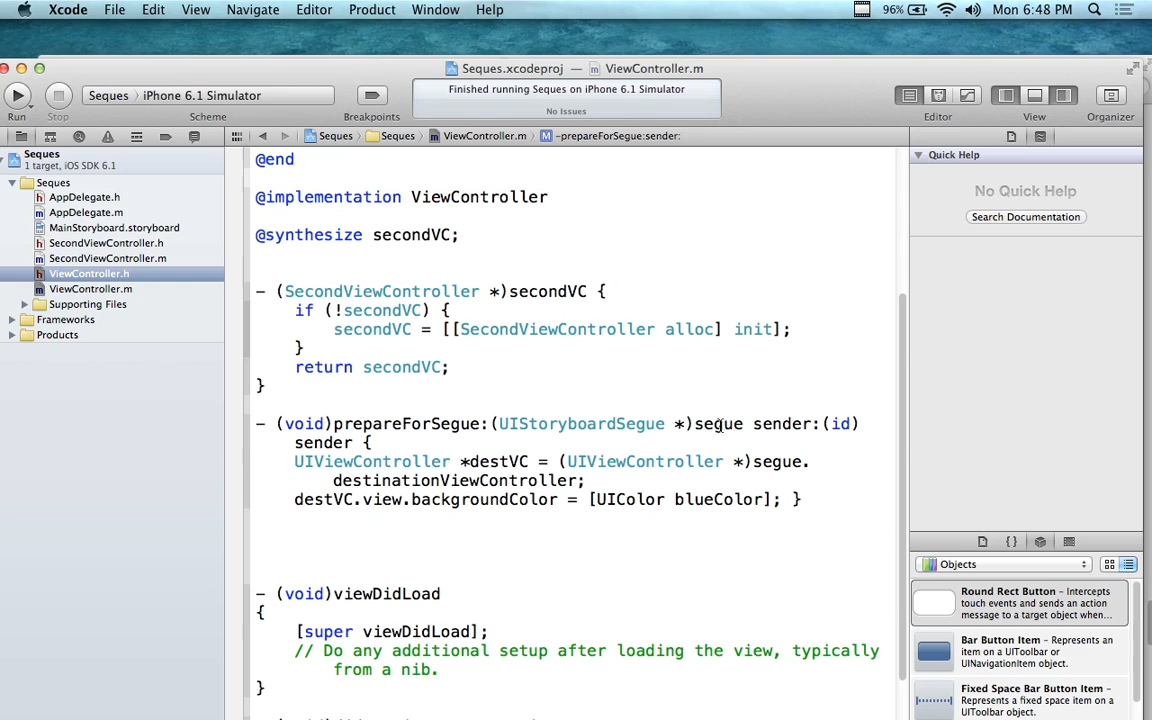 Xcode File Edit View Navigate Editor Product Window Help 96% Mon 6:48 PM
Seques.xcodeproj — ViewController.m
Seques iPhone 6.1 Simulator
Finished running Seques on iPhone 6.1 Simulator
No Issues
Run Stop Scheme Breakpoints Editor View Organizer
Seques Seques ViewController.m M -prepareForSegue:sender:
Seques
1 target, iOS SDK 6.1
Seques
AppDelegate.h
AppDelegate.m
MainStoryboard.storyboard
SecondViewController.h
SecondViewController.m
ViewController.h
ViewController.m
Supporting Files
Frameworks
Products
@end
@implementation ViewController
@synthesize secondVC;
- (SecondViewController *)secondVC {
if (!secondVC) {
secondVC = [[SecondViewController alloc] init];
}
return secondVC;
}
- (void)prepareForSegue:(UIStoryboardSegue *)segue sender:(id)
sender {
UIViewController *destVC = (UIViewController *)segue.
destinationViewController;
destVC.view.backgroundColor = [UIColor blueColor]; }
- (void)viewDidLoad
{
[super viewDidLoad];
// Do any additional setup after loading the view, typically
from a nib.
}
Quick Help
No Quick Help
Search Documentation
Objects
Round Rect Button – Intercepts
touch events and sends an action
message to a target object when...
Bar Button Item – Represents an
item on a UIToolbar or
UINavigationItem object.
Fixed Space Bar Button Item –
Represents a fixed space item on a
UIToolbar object.